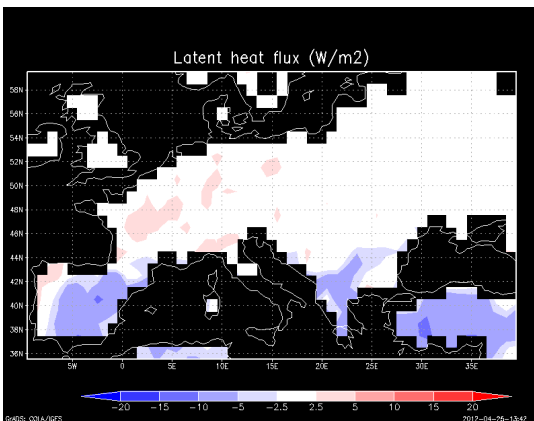 Latent heat flux (W/m2)
58N
56N
54N
52N
50N
48N
46N
44N
42N
40N
38N
36N
5W 0 5E 10E 15E 20E 25E 30E 35E
-20 -15 -10 -5 -2.5 2.5 5 10 15 20
GrADS: COLA/IGES 2012-04-25-13:47